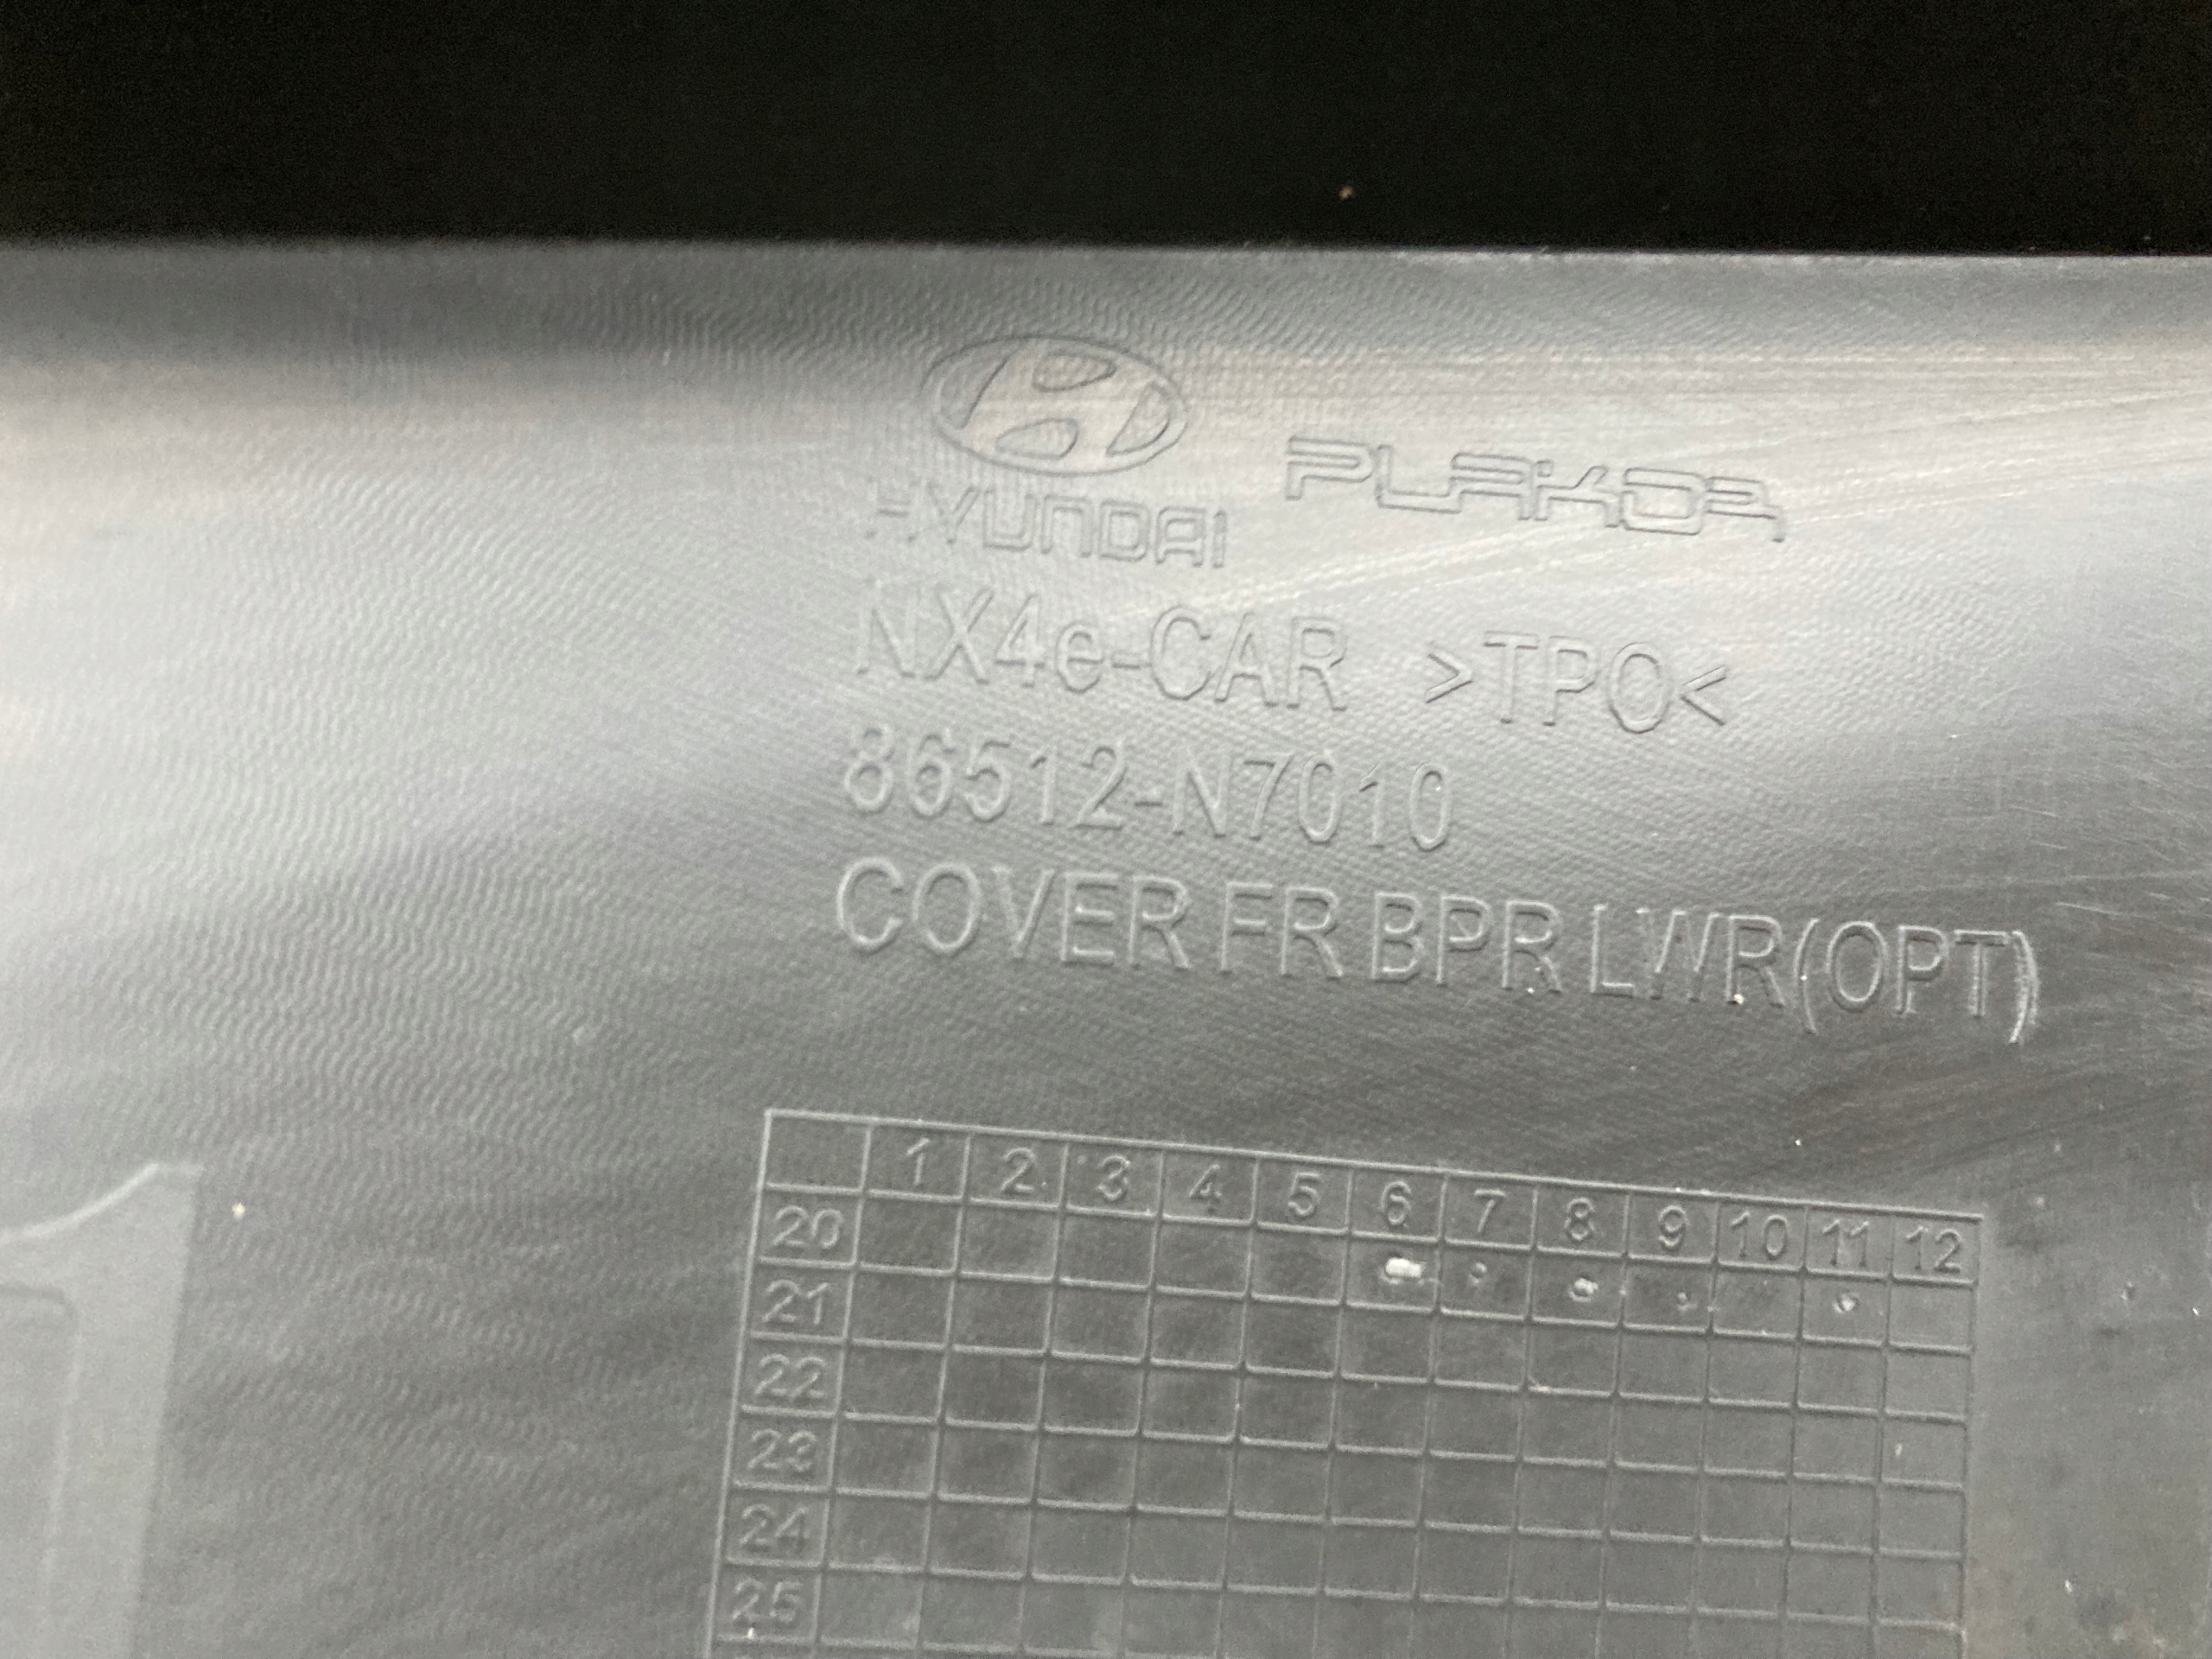 HYUNDAI PLAKOR
NX4e-CAR >TPO<
86512-N7010
COVER FR BPR LWR(OPT)
1 2 3 4 5 6 7 8 9 10 11 12
20
21
22
23
24
25
1